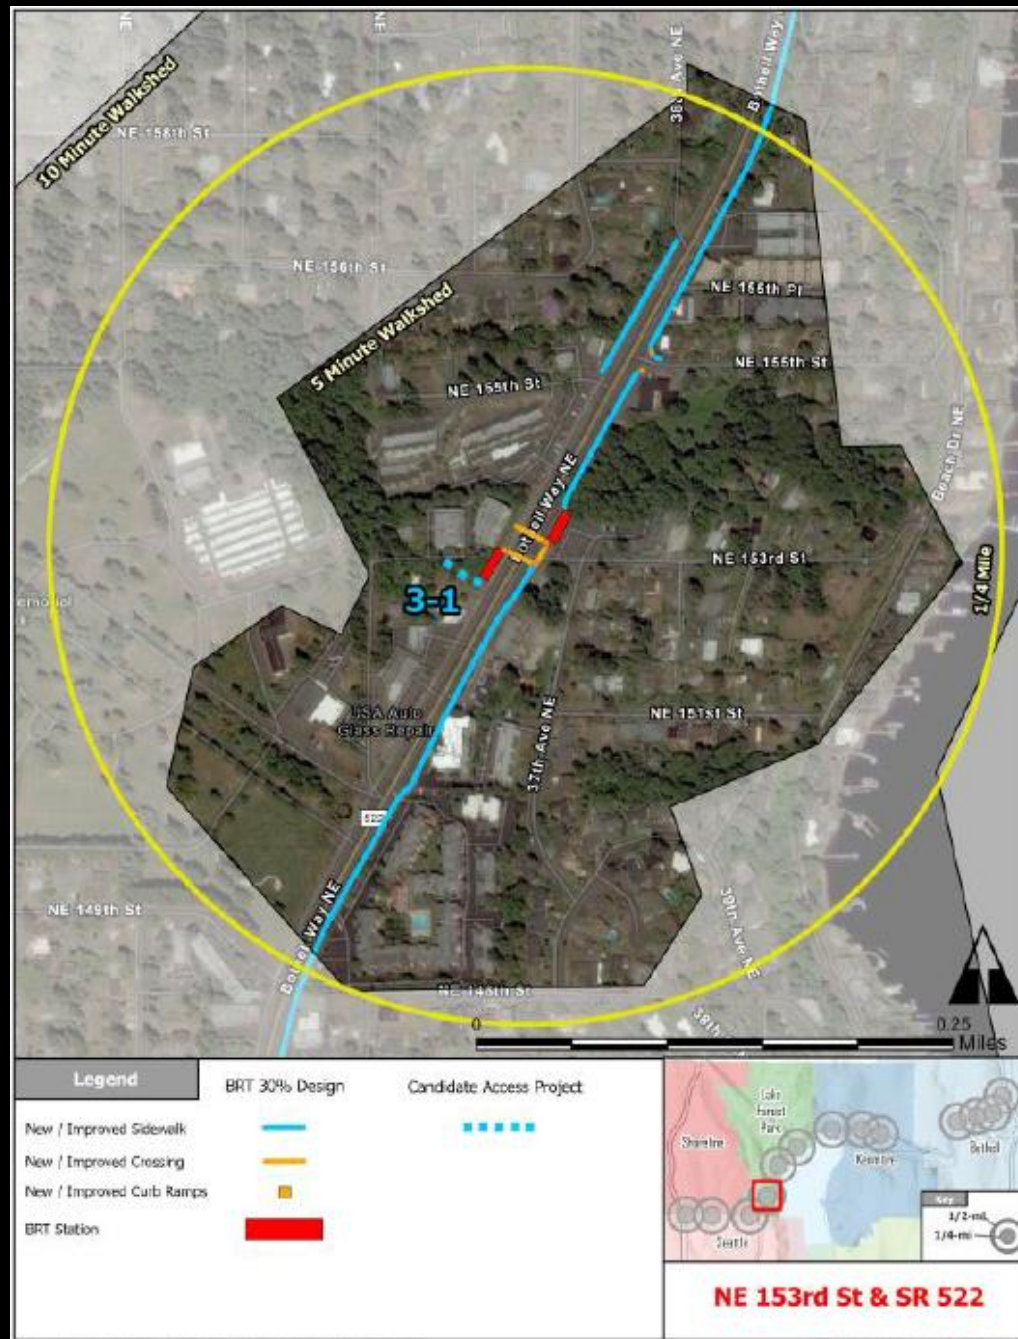 NE
NE
38th Ave NE
Bothell Way
10 Minute Walkshed
NE 158th St
NE 156th St
5 Minute Walkshed
NE 155th Pl
NE 155th St
NE 155th St
Beach Dr NE
Bothell Way NE
NE 153rd St
1/4 Mile
3-1
USA Auto
Glass Repair
NE 151st St
37th Ave NE
522
NE 149th St
Bothell Way NE
39th Ave NE
NE 148th St
38th
0
0.25
Miles
Legend
BRT 30% Design
Candidate Access Project
New / Improved Sidewalk
New / Improved Crossing
New / Improved Curb Ramps
BRT Station
Lake
Forest
Park
Shoreline
Kenmore
Bothell
Seattle
Key
1/2-mi
1/4-mi
NE 153rd St & SR 522